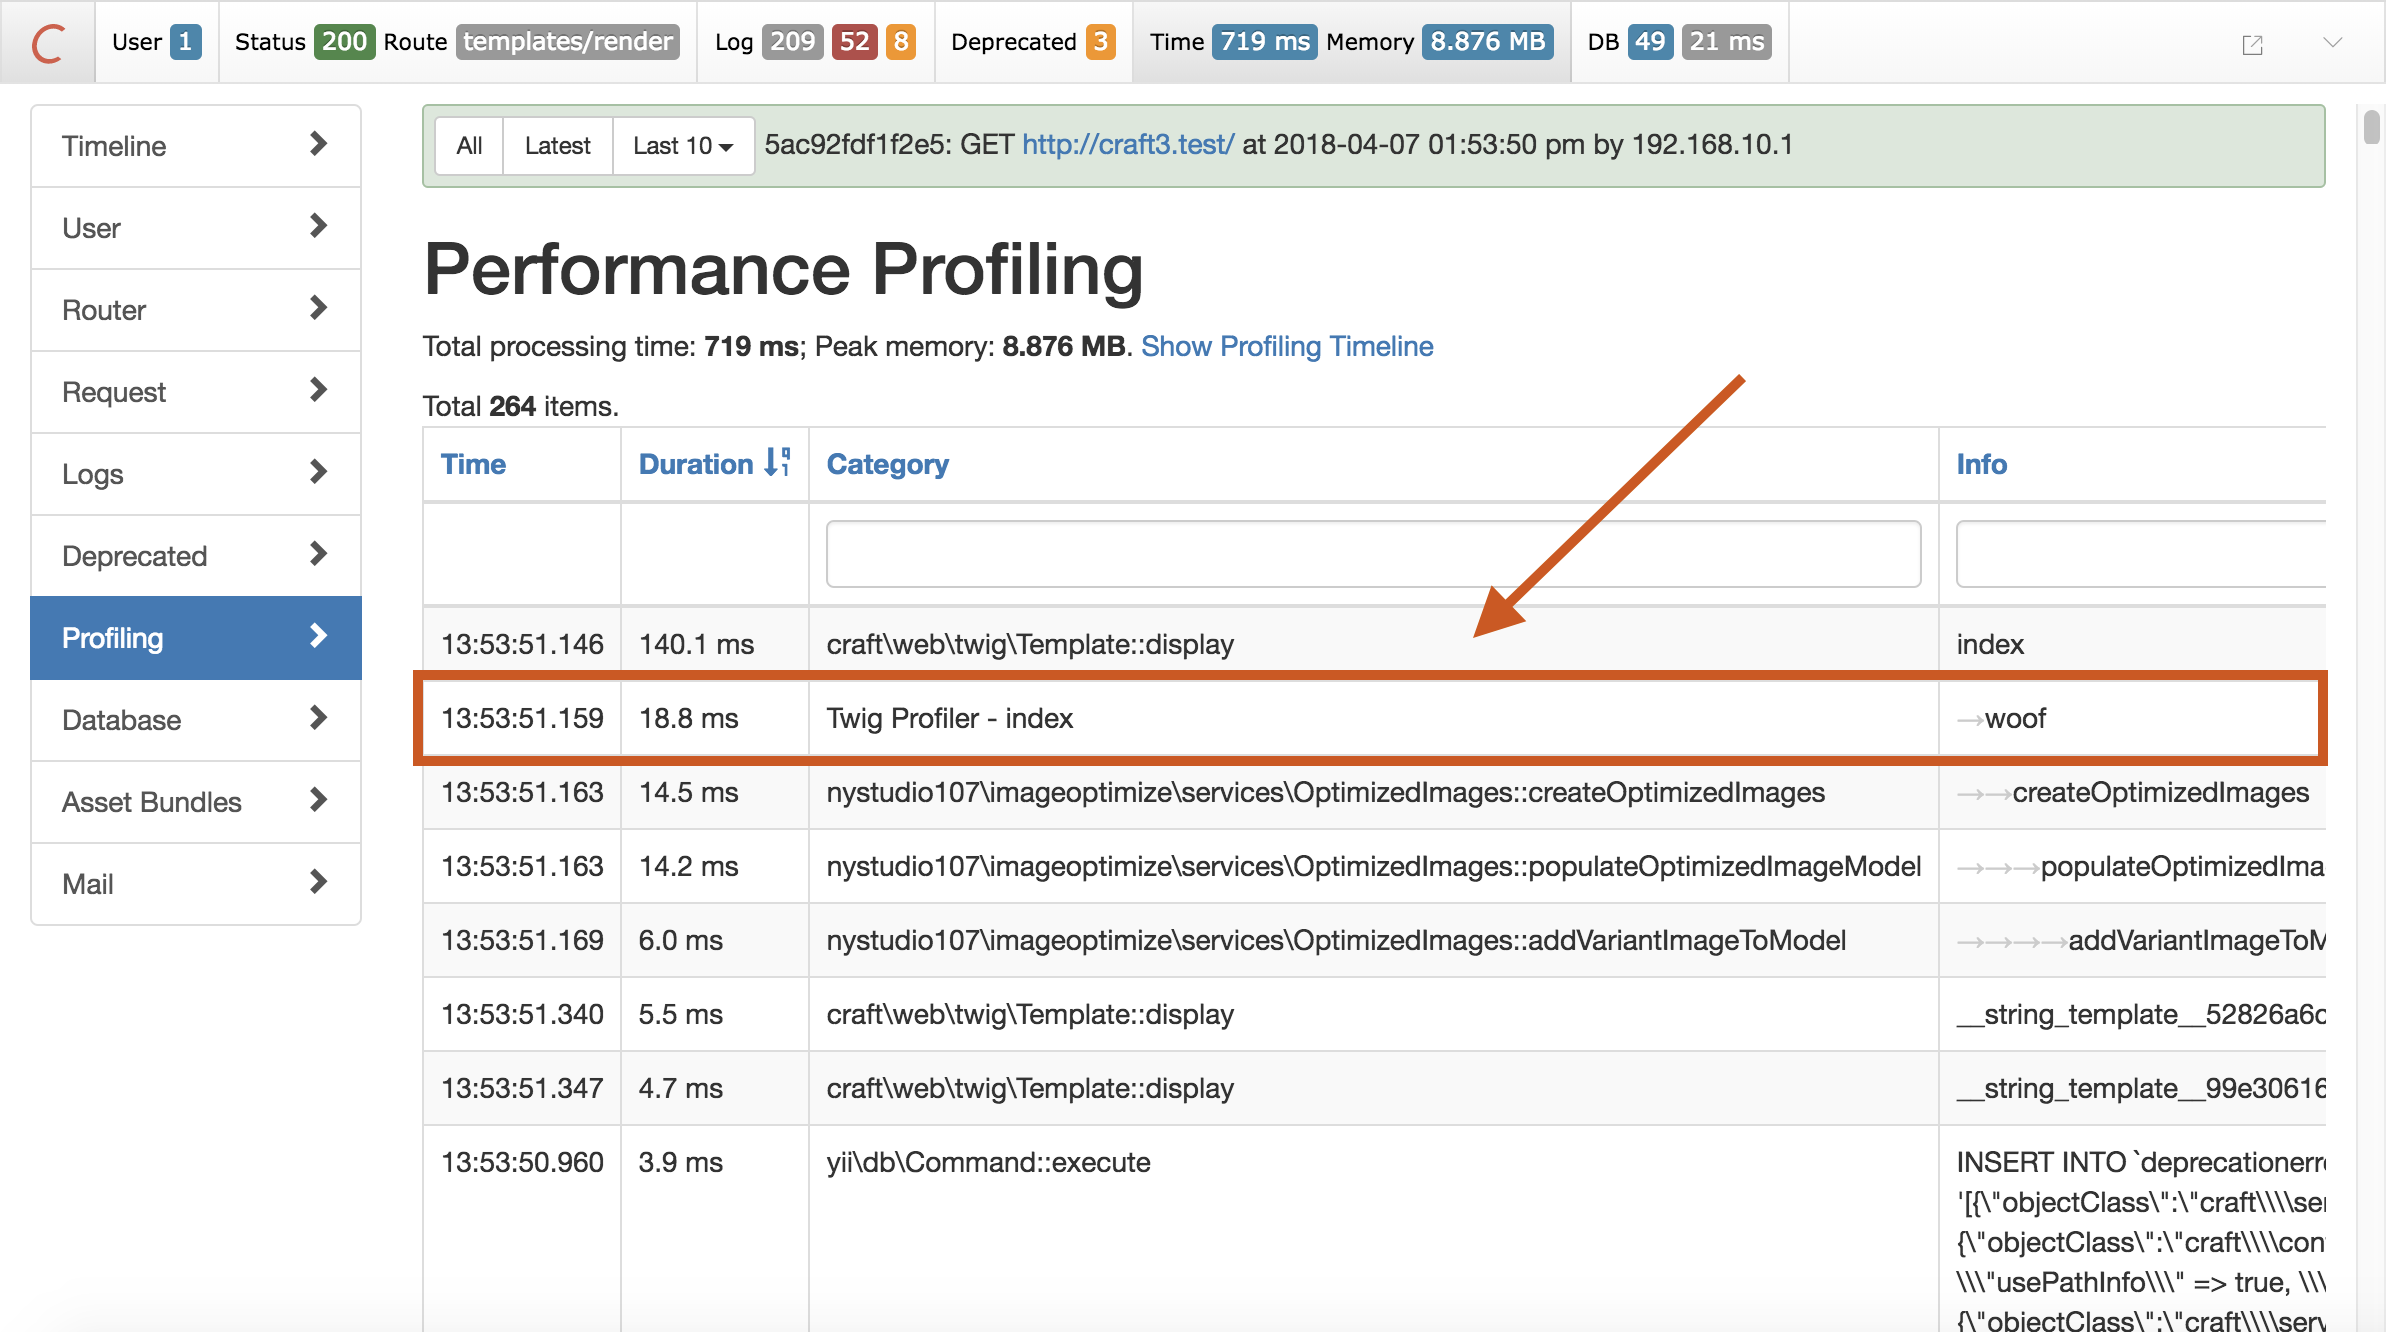 User 1 Status 200 Route templates/render Log 209 52 8 Deprecated 3 Time 719 ms Memory 8.876 MB DB 49 21 ms
Timeline
User
Router
Request
Logs
Deprecated
Profiling
Database
Asset Bundles
Mail
All Latest Last 10 5ac92fdf1f2e5: GET http://craft3.test/ at 2018-04-07 01:53:50 pm by 192.168.10.1
Performance Profiling
Total processing time: 719 ms; Peak memory: 8.876 MB. Show Profiling Timeline
Total 264 items.
Time Duration Category Info
13:53:51.146 140.1 ms craft\web\twig\Template::display index
13:53:51.159 18.8 ms Twig Profiler - index →woof
13:53:51.163 14.5 ms nystudio107\imageoptimize\services\OptimizedImages::createOptimizedImages →→createOptimizedImages
13:53:51.163 14.2 ms nystudio107\imageoptimize\services\OptimizedImages::populateOptimizedImageModel →→→populateOptimizedIma
13:53:51.169 6.0 ms nystudio107\imageoptimize\services\OptimizedImages::addVariantImageToModel →→→→addVariantImageToM
13:53:51.340 5.5 ms craft\web\twig\Template::display __string_template__52826a6c
13:53:51.347 4.7 ms craft\web\twig\Template::display __string_template__99e30616
13:53:50.960 3.9 ms yii\db\Command::execute INSERT INTO `deprecationerr
'[{\"objectClass\":\"craft\\\\ser
{\"objectClass\":\"craft\\\\con
\\\"usePathInfo\\\" => true, \\\
{\"objectClass\":\"craft\\\\serv